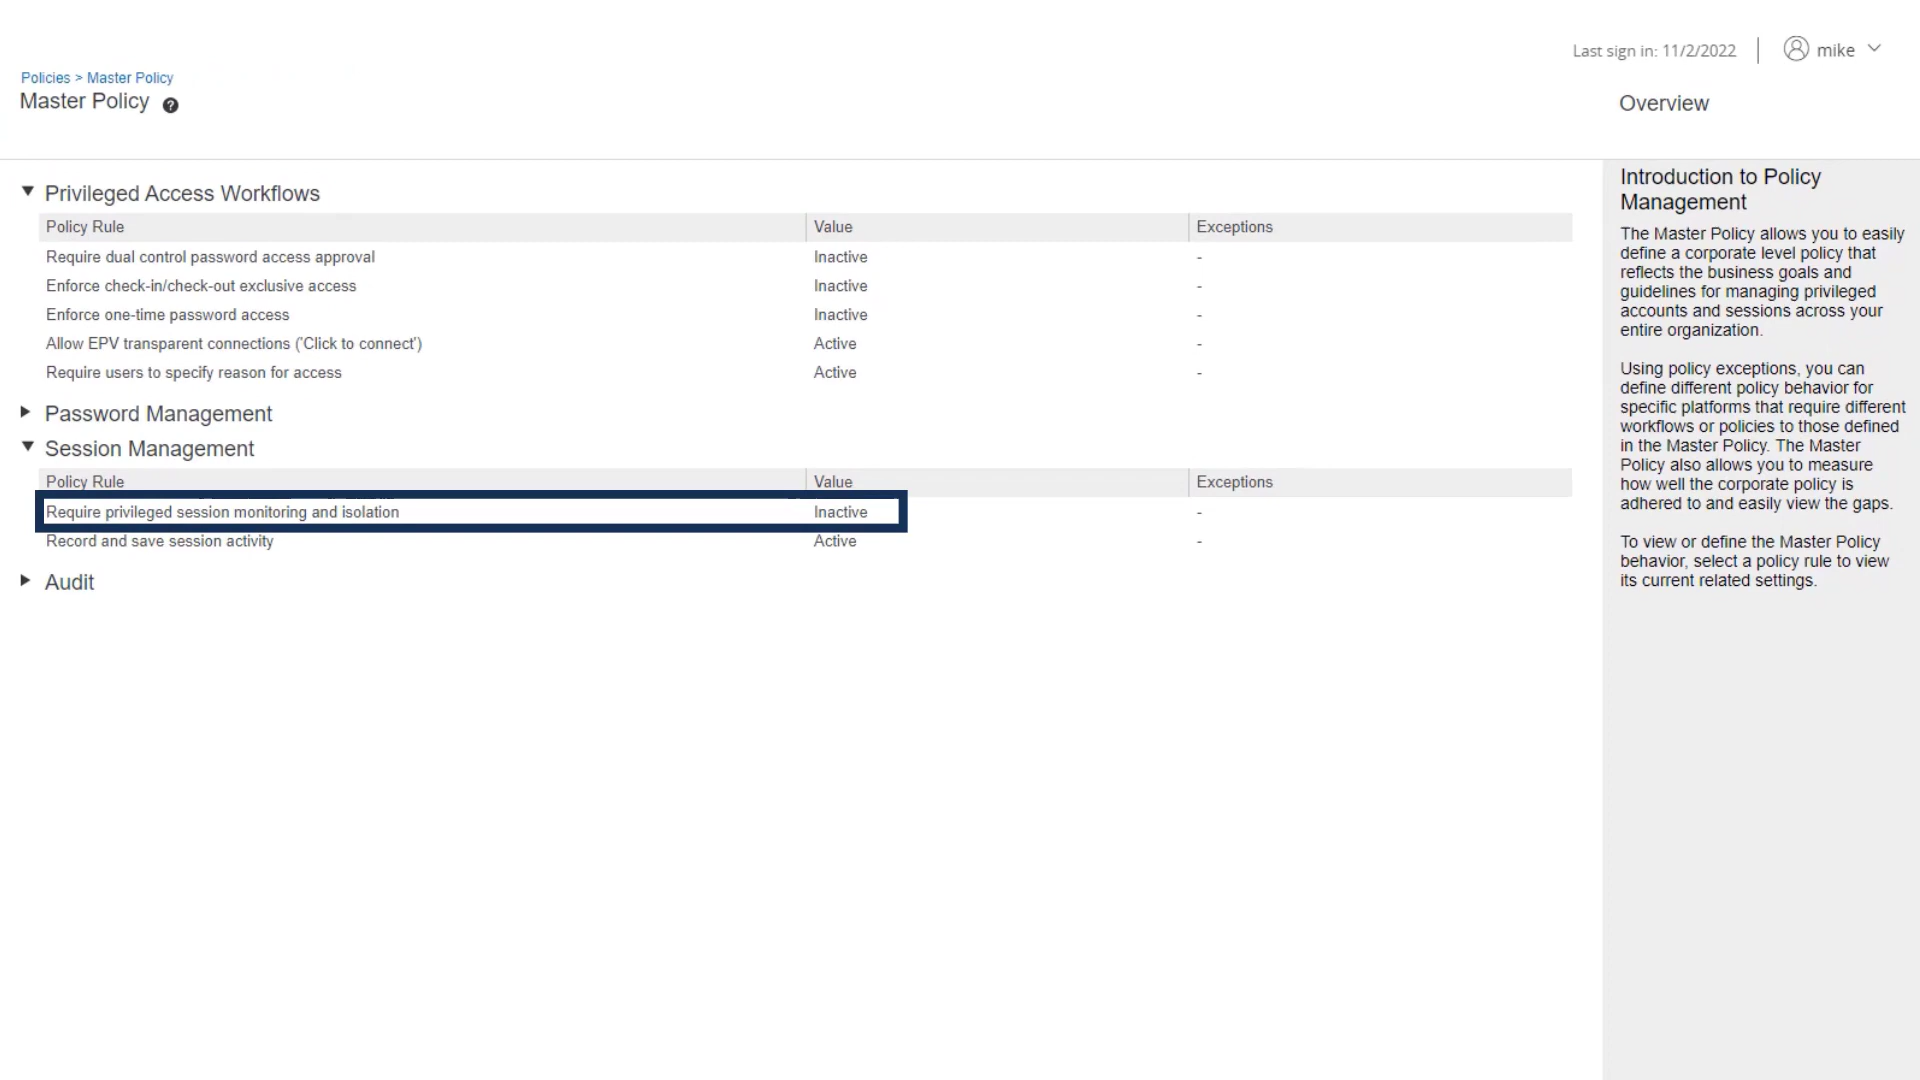 Last sign in: 11/2/2022
mike
Policies > Master Policy
Master Policy ?
Overview
Privileged Access Workflows
Policy Rule Value Exceptions
Require dual control password access approval Inactive -
Enforce check-in/check-out exclusive access Inactive -
Enforce one-time password access Inactive -
Allow EPV transparent connections ('Click to connect') Active -
Require users to specify reason for access Active -
Password Management
Session Management
Policy Rule Value Exceptions
Require privileged session monitoring and isolation Inactive -
Record and save session activity Active -
Audit
Introduction to Policy
Management
The Master Policy allows you to easily
define a corporate level policy that
reflects the business goals and
guidelines for managing privileged
accounts and sessions across your
entire organization.
Using policy exceptions, you can
define different policy behavior for
specific platforms that require different
workflows or policies to those defined
in the Master Policy. The Master
Policy also allows you to measure
how well the corporate policy is
adhered to and easily view the gaps.
To view or define the Master Policy
behavior, select a policy rule to view
its current related settings.